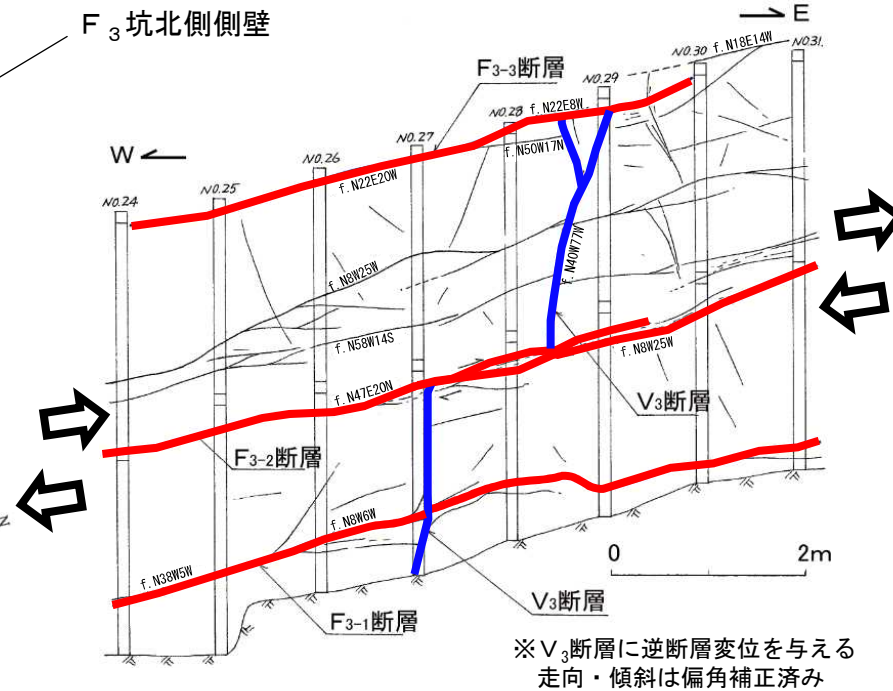 F3坑北側側壁
→ E
NO.30
f.N18E14W
NO.31.
F3-3断層
NO.29
NO.28
f.N22E8W
W ←
NO.27
f.N50W17N
NO.26
f.N22E20W
NO.24
NO.25
f.N40W77W
f.N8W25W
f.N58W14S
f.N8W25W
f.N47E20N
V3断層
F3-2断層
f.N8W6W
0 2m
f.N38W5W
V3断層
F3-1断層
※V3断層に逆断層変位を与える
走向・傾斜は偏角補正済み